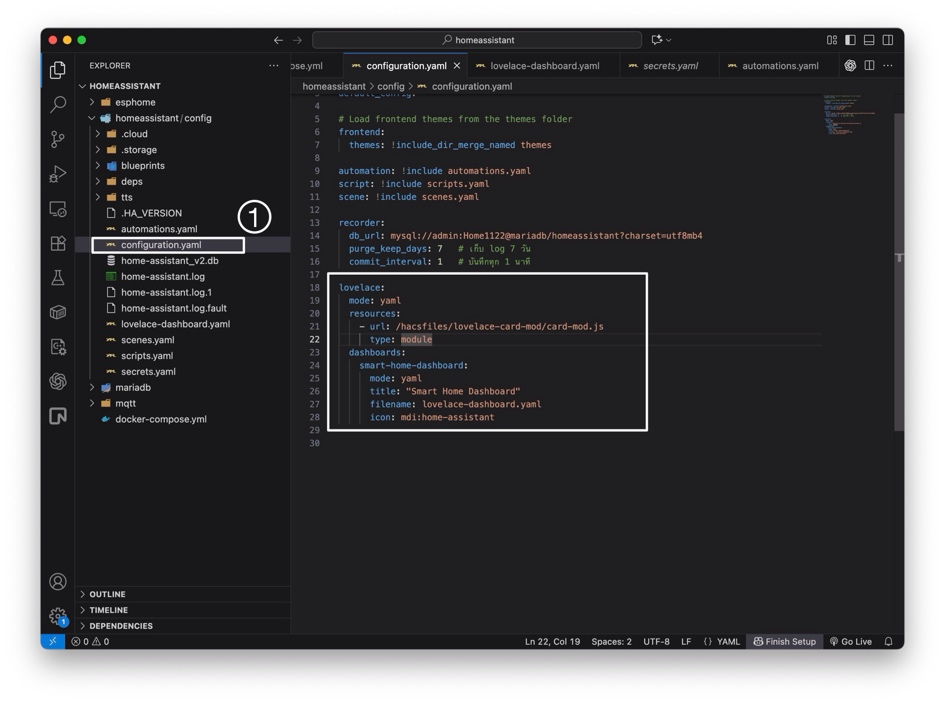 homeassistant
EXPLORER
ose.yml
configuration.yaml
lovelace-dashboard.yaml
secrets.yaml
automations.yaml
HOMEASSISTANT
homeassistant > config > configuration.yaml
esphome
homeassistant/config
.cloud
.storage
blueprints
deps
tts
.HA_VERSION
automations.yaml
1
configuration.yaml
home-assistant_v2.db
home-assistant.log
home-assistant.log.1
home-assistant.log.fault
lovelace-dashboard.yaml
scenes.yaml
scripts.yaml
secrets.yaml
mariadb
mqtt
docker-compose.yml
default_config:
4
5 # Load frontend themes from the themes folder
6 frontend:
7 themes: !include_dir_merge_named themes
8
9 automation: !include automations.yaml
10 script: !include scripts.yaml
11 scene: !include scenes.yaml
12
13 recorder:
14 db_url: mysql://admin:Home1122@mariadb/homeassistant?charset=utf8mb4
15 purge_keep_days: 7 # เก็บ log 7 วัน
16 commit_interval: 1 # บันทึกทุก 1 นาที
17
18 lovelace:
19 mode: yaml
20 resources:
21 - url: /hacsfiles/lovelace-card-mod/card-mod.js
22 type: module
23 dashboards:
24 smart-home-dashboard:
25 mode: yaml
26 title: "Smart Home Dashboard"
27 filename: lovelace-dashboard.yaml
28 icon: mdi:home-assistant
29
30
OUTLINE
TIMELINE
DEPENDENCIES
1
0 0
Ln 22, Col 19 Spaces: 2 UTF-8 LF {} YAML Finish Setup Go Live